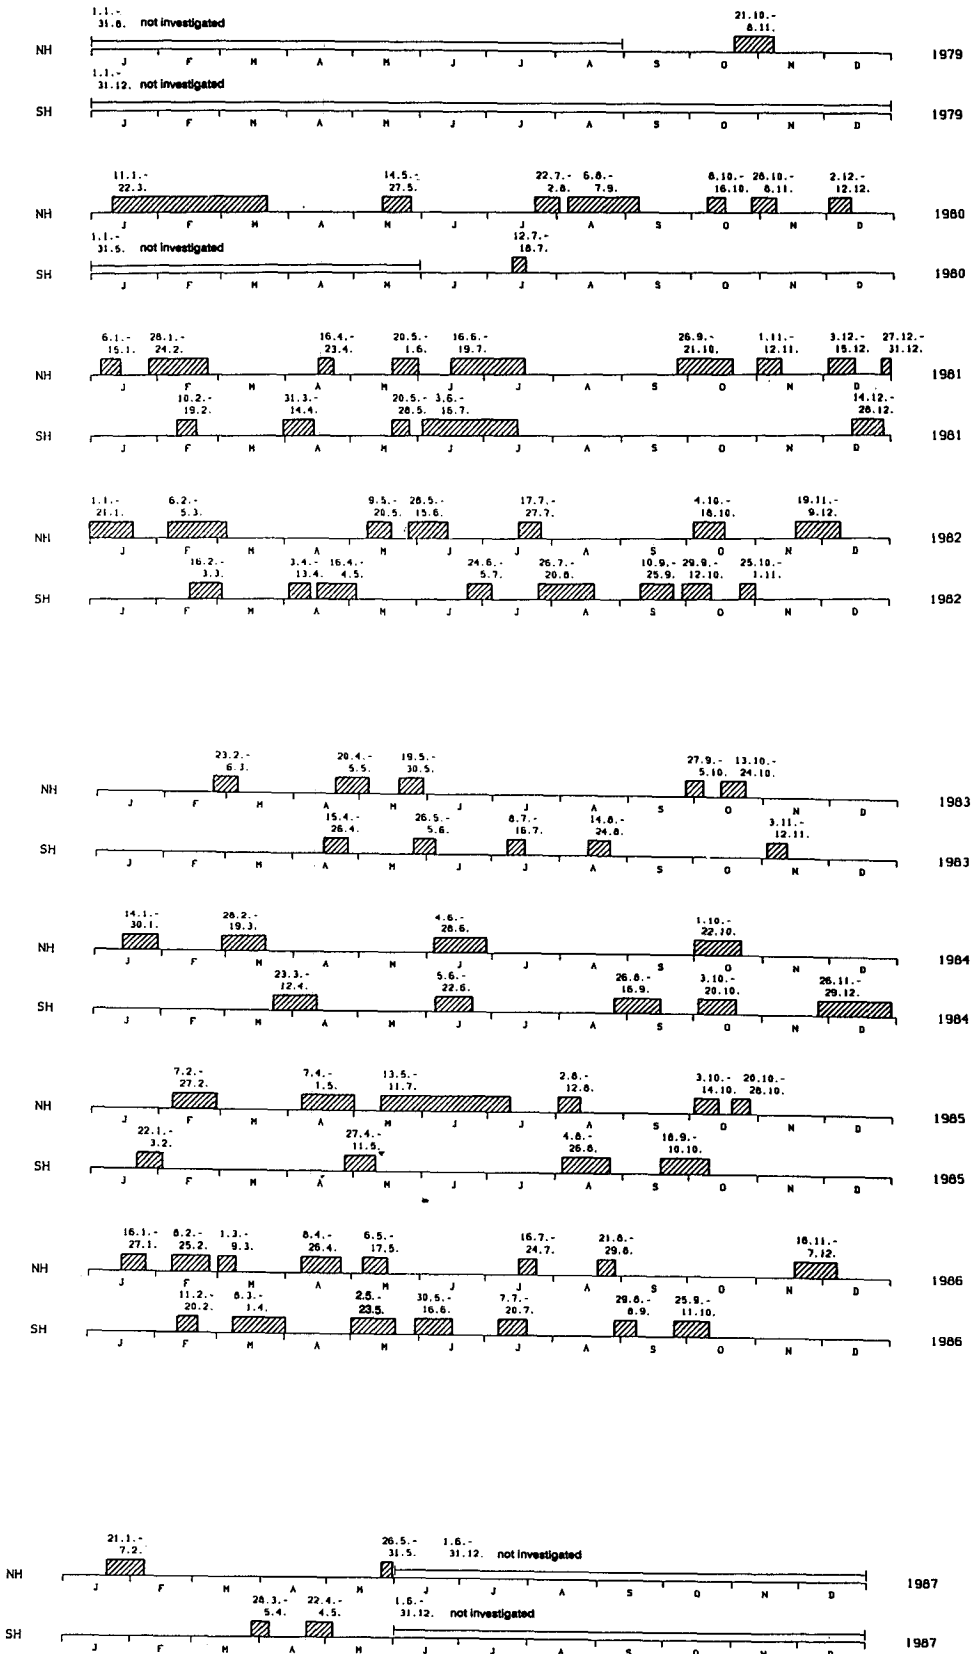 1.1.-
31.8. not investigated
21.10.-
8.11.
NH
1979
J F M A M J J A S O N D
1.1.-
31.12. not investigated
SH
1979
J F M A M J J A S O N D
11.1.- 14.5.- 22.7.- 6.8.- 8.10.- 28.10.- 2.12.-
22.3. 27.5. 2.8. 7.9. 16.10. 8.11. 12.12.
NH
1980
J F M A M J J A S O N D
1.1.-
31.5. not investigated
12.7.-
18.7.
SH
1980
J F M A M J J A S O N D
6.1.- 28.1.- 16.4.- 20.5.- 16.6.- 26.9.- 1.11.- 3.12.- 27.12.-
15.1. 24.2. 23.4. 1.6. 19.7. 21.10. 12.11. 15.12. 31.12.
NH
1981
J F M A M J J A S O N D
10.2.- 31.3.- 20.5.- 3.6.- 14.12.-
19.2. 14.4. 28.5. 16.7. 28.12.
SH
1981
J F M A M J J A S O N D
1.1.- 6.2.- 9.5.- 28.5.- 17.7.- 4.10.- 19.11.-
21.1. 5.3. 20.5. 15.6. 27.7. 18.10. 9.12.
NH
1982
J F M A M J J A S O N D
16.2.- 3.4.- 16.4.- 24.6.- 26.7.- 10.9.- 29.9.- 25.10.-
3.3. 13.4. 4.5. 5.7. 20.8. 25.9. 12.10. 1.11.
SH
1982
J F M A M J J A S O N D
23.2.- 20.4.- 19.5.- 27.9.- 13.10.-
6.3. 5.5. 30.5. 5.10. 24.10.
NH
1983
J F M A M J J A S O N D
15.4.- 26.5.- 8.7.- 14.8.- 3.11.-
26.4. 5.6. 16.7. 24.8. 12.11.
SH
1983
J F M A M J J A S O N D
14.1.- 28.2.- 4.6.- 1.10.-
30.1. 19.3. 28.6. 22.10.
NH
1984
J F M A M J J A S O N D
23.3.- 5.6.- 26.8.- 3.10.- 26.11.-
12.4. 22.6. 16.9. 20.10. 29.12.
SH
1984
J F M A M J J A S O N D
7.2.- 7.4.- 13.5.- 2.8.- 3.10.- 20.10.-
27.2. 1.5. 11.7. 12.8. 14.10. 28.10.
NH
1985
J F M A M J J A S O N D
22.1.- 27.4.- 4.8.- 18.9.-
3.2. 11.5. 26.8. 10.10.
SH
1985
J F M A M J J A S O N D
16.1.- 8.2.- 1.3.- 8.4.- 6.5.- 16.7.- 21.8.- 18.11.-
27.1. 25.2. 9.3. 26.4. 17.5. 24.7. 29.8. 7.12.
NH
1986
J F M A M J J A S O N D
11.2.- 8.3.- 2.5.- 30.5.- 7.7.- 29.8.- 25.9.-
20.2. 1.4. 23.5. 16.6. 20.7. 8.9. 11.10.
SH
1986
J F M A M J J A S O N D
21.1.- 26.5.- 1.6.-
7.2. 31.5. 31.12. not investigated
NH
1987
J F M A M J J A S O N D
28.3.- 22.4.- 1.6.-
5.4. 4.5. 31.12. not investigated
SH
1987
J F M A M J J A S O N D